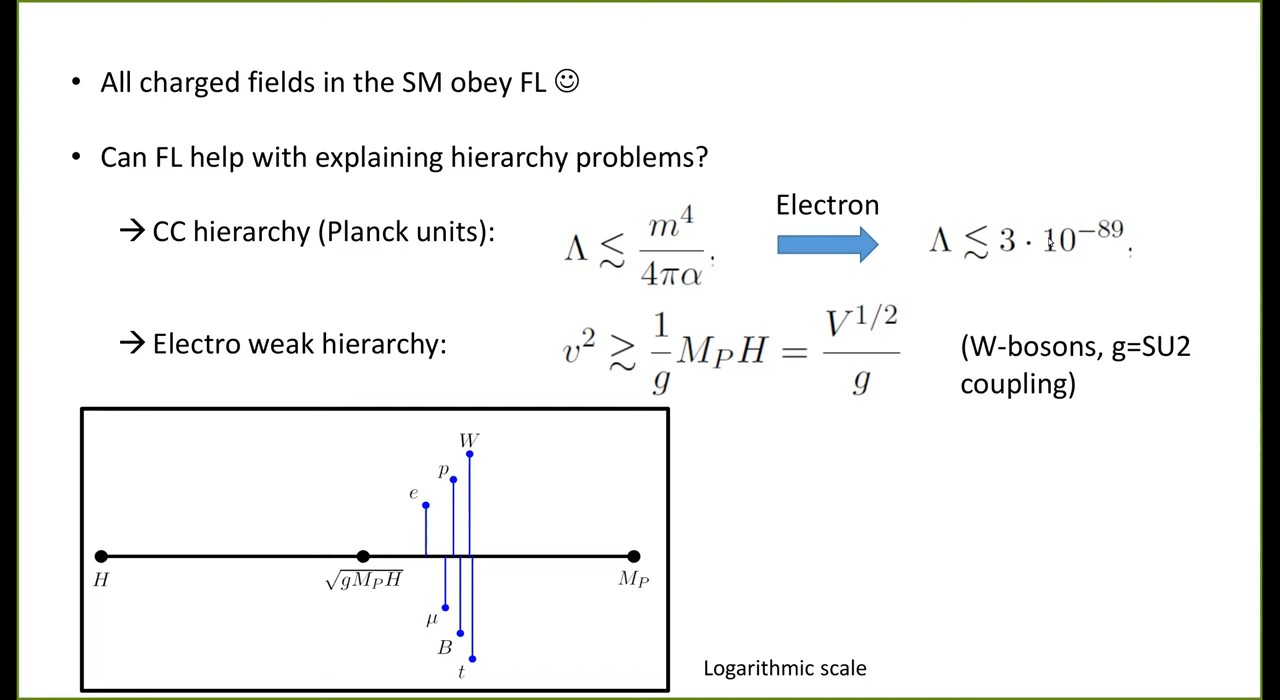 • All charged fields in the SM obey FL ☺
• Can FL help with explaining hierarchy problems?
→ CC hierarchy (Planck units): Λ ≲ m⁴/4πα, Electron Λ ≲ 3 · 10⁻⁸⁹.
→ Electro weak hierarchy: v² ≳ 1/g M_P H = V^{1/2}/g (W-bosons, g=SU2
coupling)
W
p
e
H √gM_PH M_P
μ
B
t
Logarithmic scale